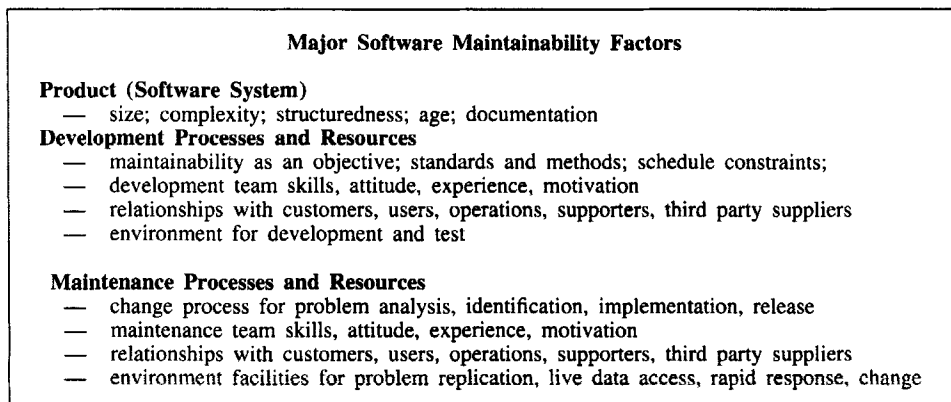 Major Software Maintainability Factors
Product (Software System)
— size; complexity; structuredness; age; documentation
Development Processes and Resources
— maintainability as an objective; standards and methods; schedule constraints;
— development team skills, attitude, experience, motivation
— relationships with customers, users, operations, supporters, third party suppliers
— environment for development and test
Maintenance Processes and Resources
— change process for problem analysis, identification, implementation, release
— maintenance team skills, attitude, experience, motivation
— relationships with customers, users, operations, supporters, third party suppliers
— environment facilities for problem replication, live data access, rapid response, change